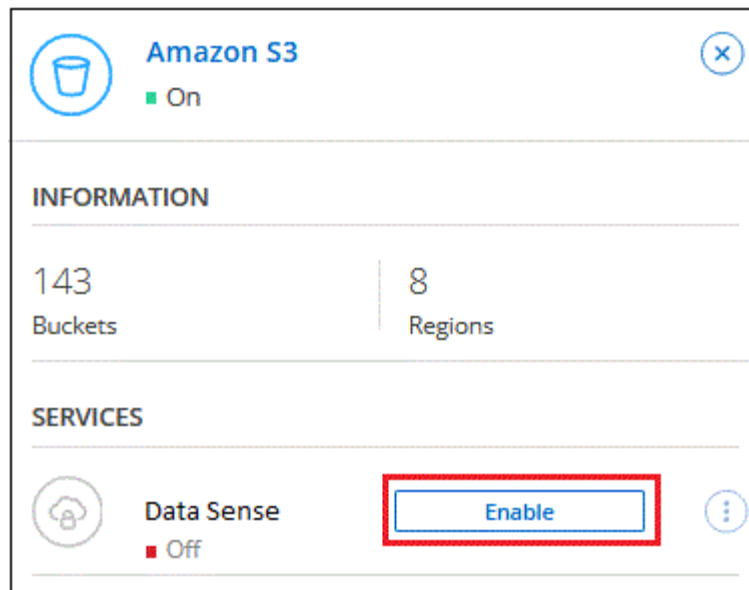 Amazon S3
On
INFORMATION
143
Buckets
8
Regions
SERVICES
Data Sense
Off
Enable